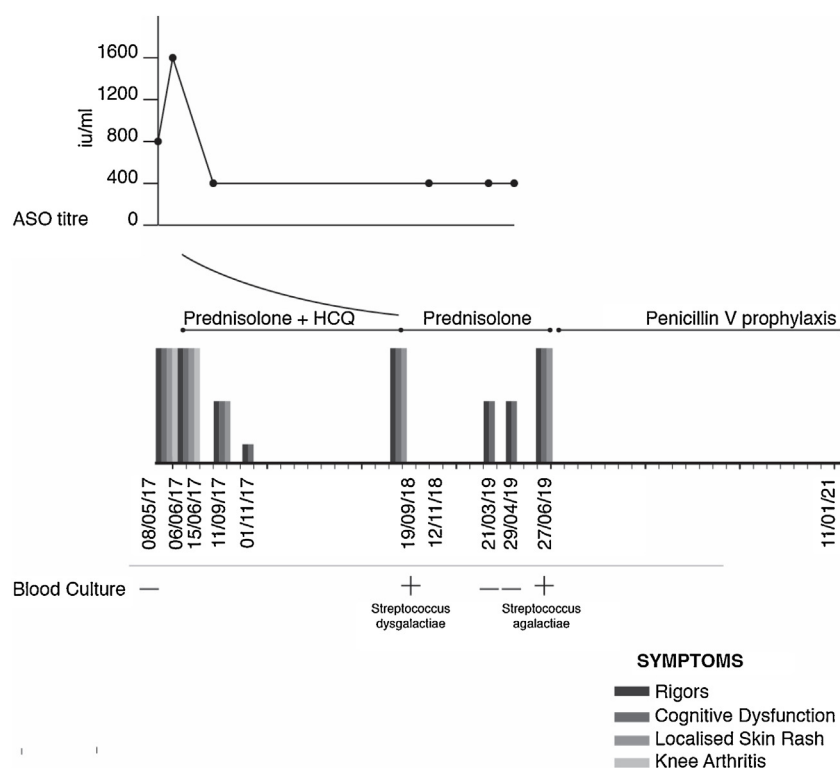 1600
1200
iu/ml
800
400
ASO titre
0
Prednisolone + HCQ
Prednisolone
Penicillin V prophylaxis
08/05/17
06/06/17
15/06/17
11/09/17
01/11/17
19/09/18
12/11/18
21/03/19
29/04/19
27/06/19
11/01/21
Blood Culture
— + — — +
Streptococcus
dysgalactiae
Streptococcus
agalactiae
SYMPTOMS
Rigors
Cognitive Dysfunction
Localised Skin Rash
Knee Arthritis